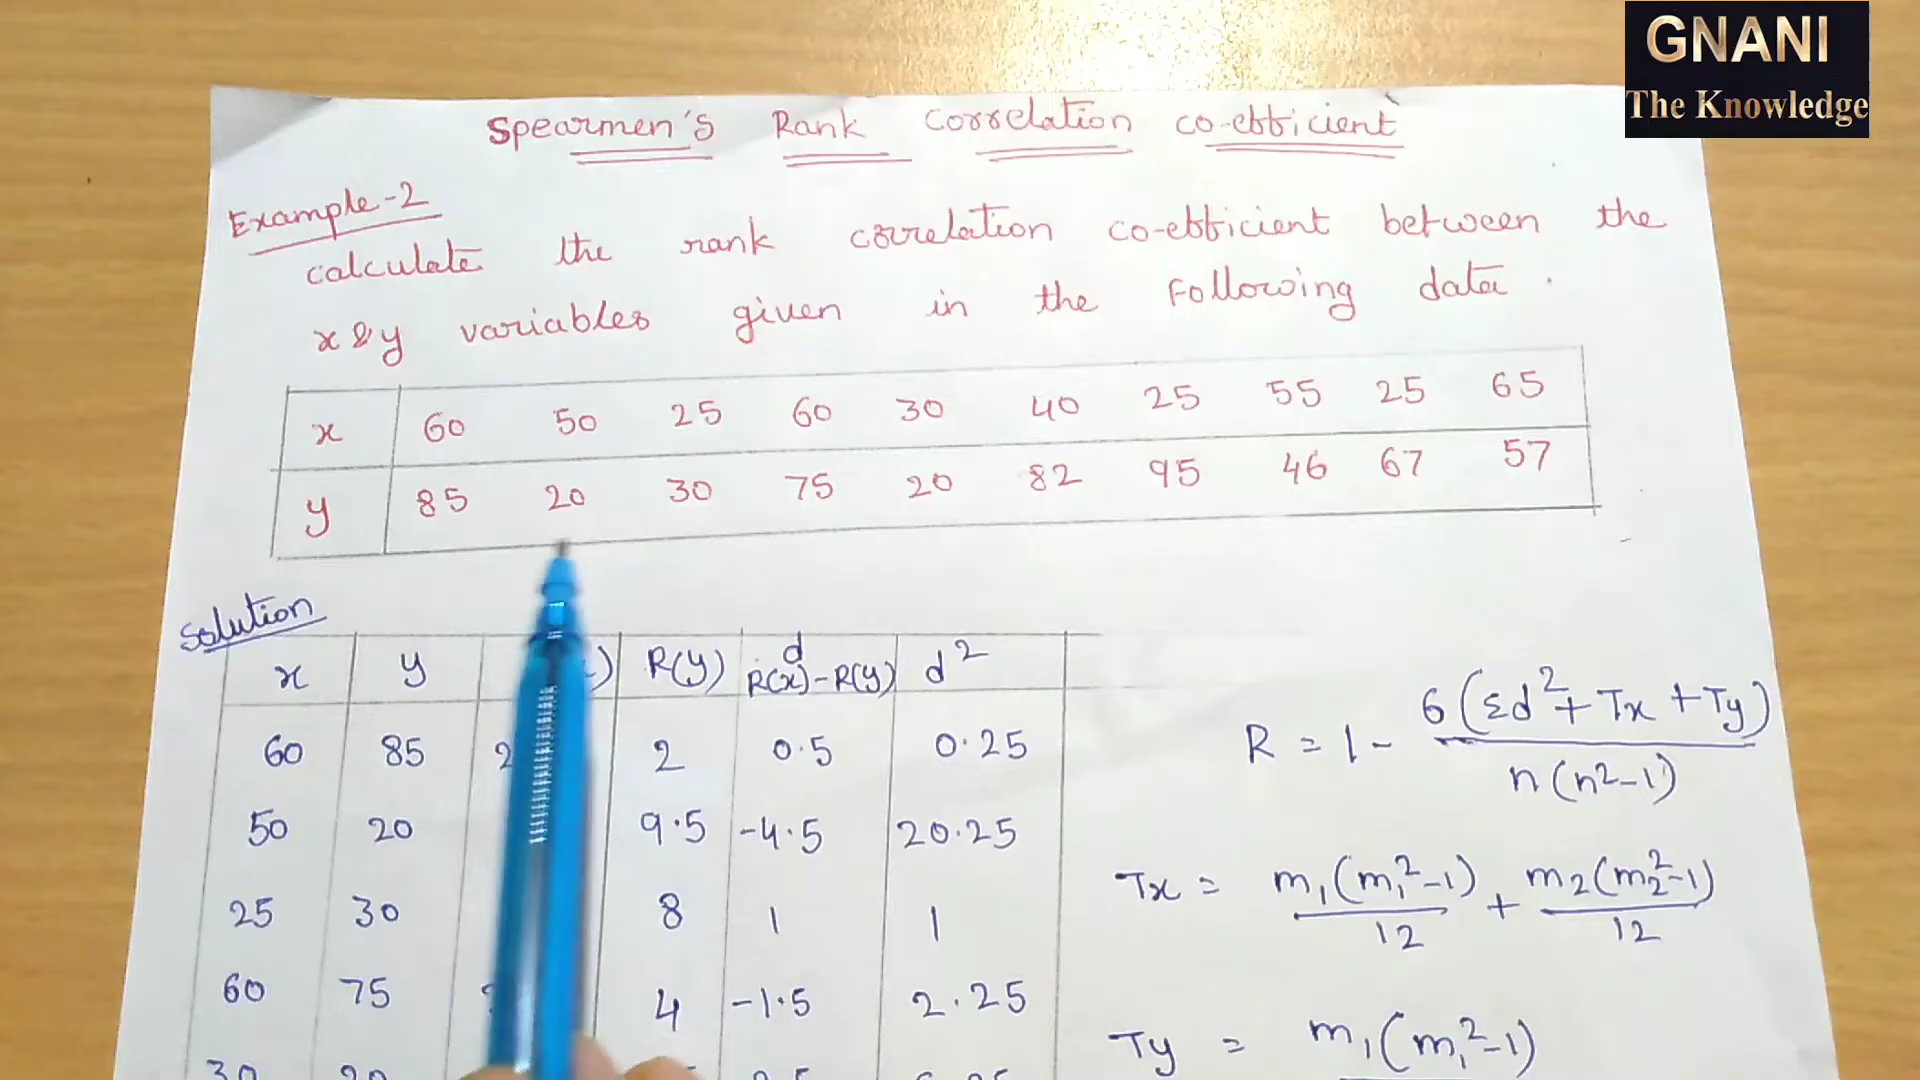 GNANI
The Knowledge
Spearmen's Rank Correlation co-efficient
Example-2
calculate the rank correlation co-efficient between the
x & y variables given in the Following data.
x 60 50 25 60 30 40 25 55 25 65
y 85 20 30 75 20 82 95 46 67 57
Solution
x y R(y) d R(x)-R(y) d²
60 85 2 0.5 0.25
50 20 9.5 -4.5 20.25
25 30 8 1 1
60 75 4 -1.5 2.25
30 20
R = 1 - 6(Σd²+Tx+Ty) / n(n²-1)
Tx = m₁(m₁²-1)/12 + m₂(m₂²-1)/12
Ty = m₁(m₁²-1)